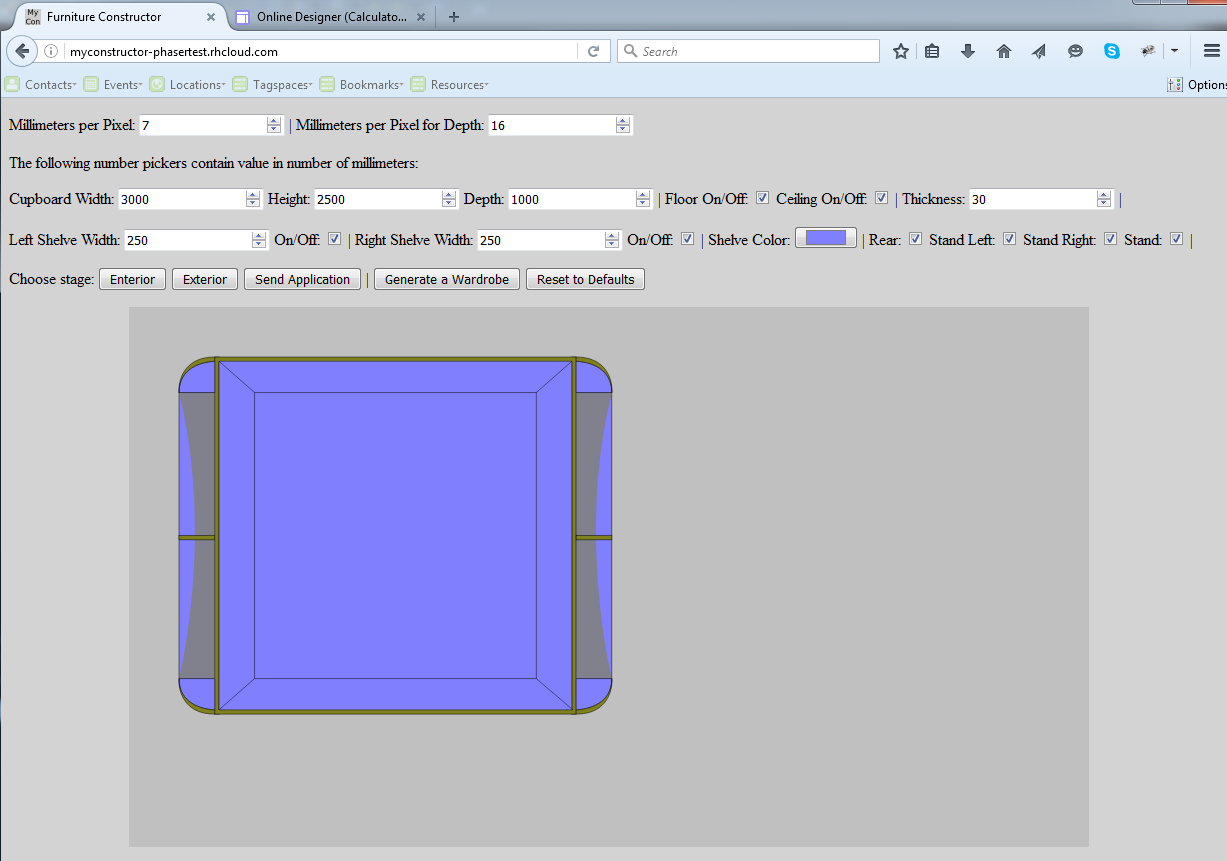 My Con Furniture Constructor × Online Designer (Calculato... × +
myconstructor-phasertest.rhcloud.com Search
Contacts Events Locations Tagspaces Bookmarks Resources Options
Millimeters per Pixel: 7 | Millimeters per Pixel for Depth: 16
The following number pickers contain value in number of millimeters:
Cupboard Width: 3000 Height: 2500 Depth: 1000 | Floor On/Off: Ceiling On/Off: | Thickness: 30 |
Left Shelve Width: 250 On/Off: | Right Shelve Width: 250 On/Off: | Shelve Color: | Rear: Stand Left: Stand Right: Stand: |
Choose stage: Enterior Exterior Send Application | Generate a Wardrobe Reset to Defaults